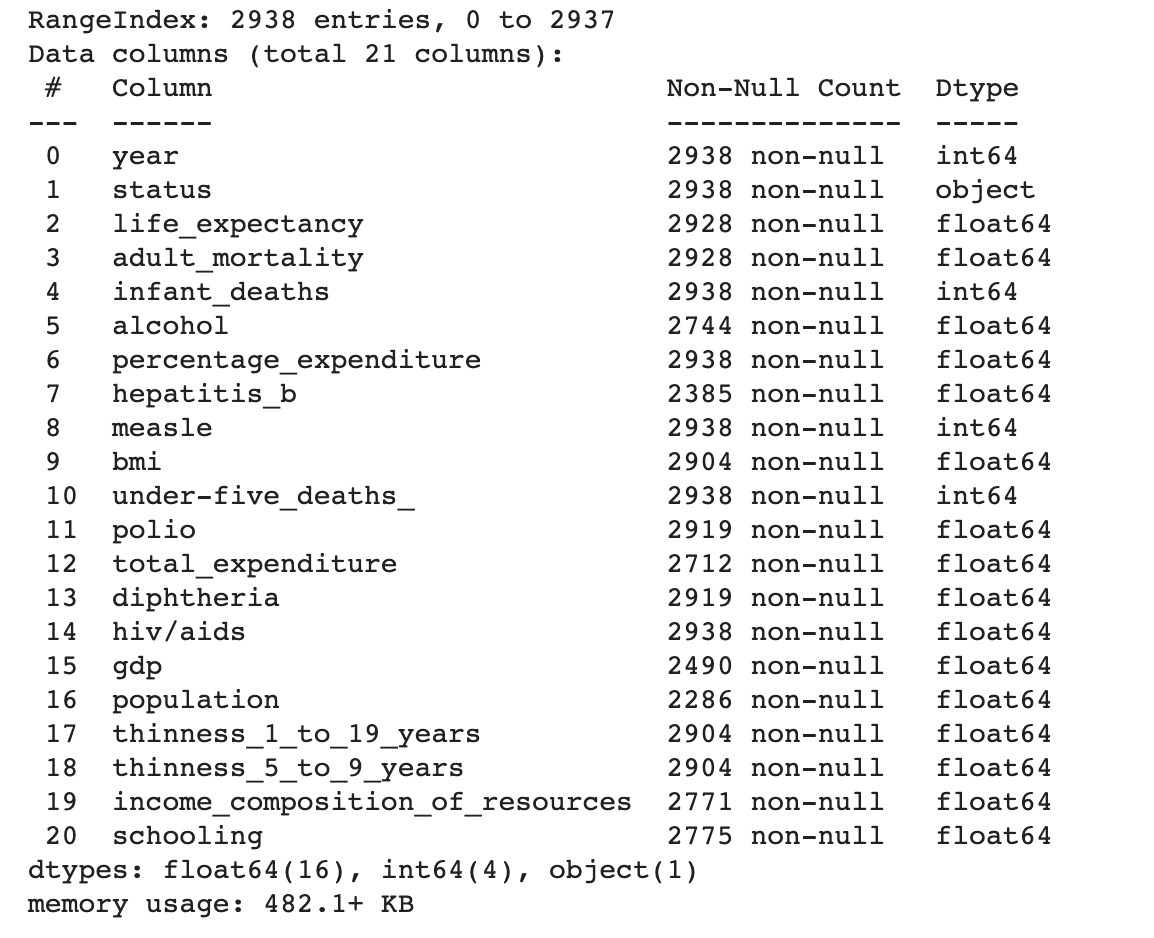 RangeIndex: 2938 entries, 0 to 2937
Data columns (total 21 columns):
 #   Column                           Non-Null Count  Dtype
---  ------                           --------------  -----
 0   year                             2938 non-null   int64
 1   status                           2938 non-null   object
 2   life_expectancy                  2928 non-null   float64
 3   adult_mortality                  2928 non-null   float64
 4   infant_deaths                    2938 non-null   int64
 5   alcohol                          2744 non-null   float64
 6   percentage_expenditure           2938 non-null   float64
 7   hepatitis_b                      2385 non-null   float64
 8   measle                           2938 non-null   int64
 9   bmi                              2904 non-null   float64
 10  under-five_deaths_               2938 non-null   int64
 11  polio                            2919 non-null   float64
 12  total_expenditure                2712 non-null   float64
 13  diphtheria                       2919 non-null   float64
 14  hiv/aids                         2938 non-null   float64
 15  gdp                              2490 non-null   float64
 16  population                       2286 non-null   float64
 17  thinness_1_to_19_years           2904 non-null   float64
 18  thinness_5_to_9_years            2904 non-null   float64
 19  income_composition_of_resources  2771 non-null   float64
 20  schooling                        2775 non-null   float64
dtypes: float64(16), int64(4), object(1)
memory usage: 482.1+ KB